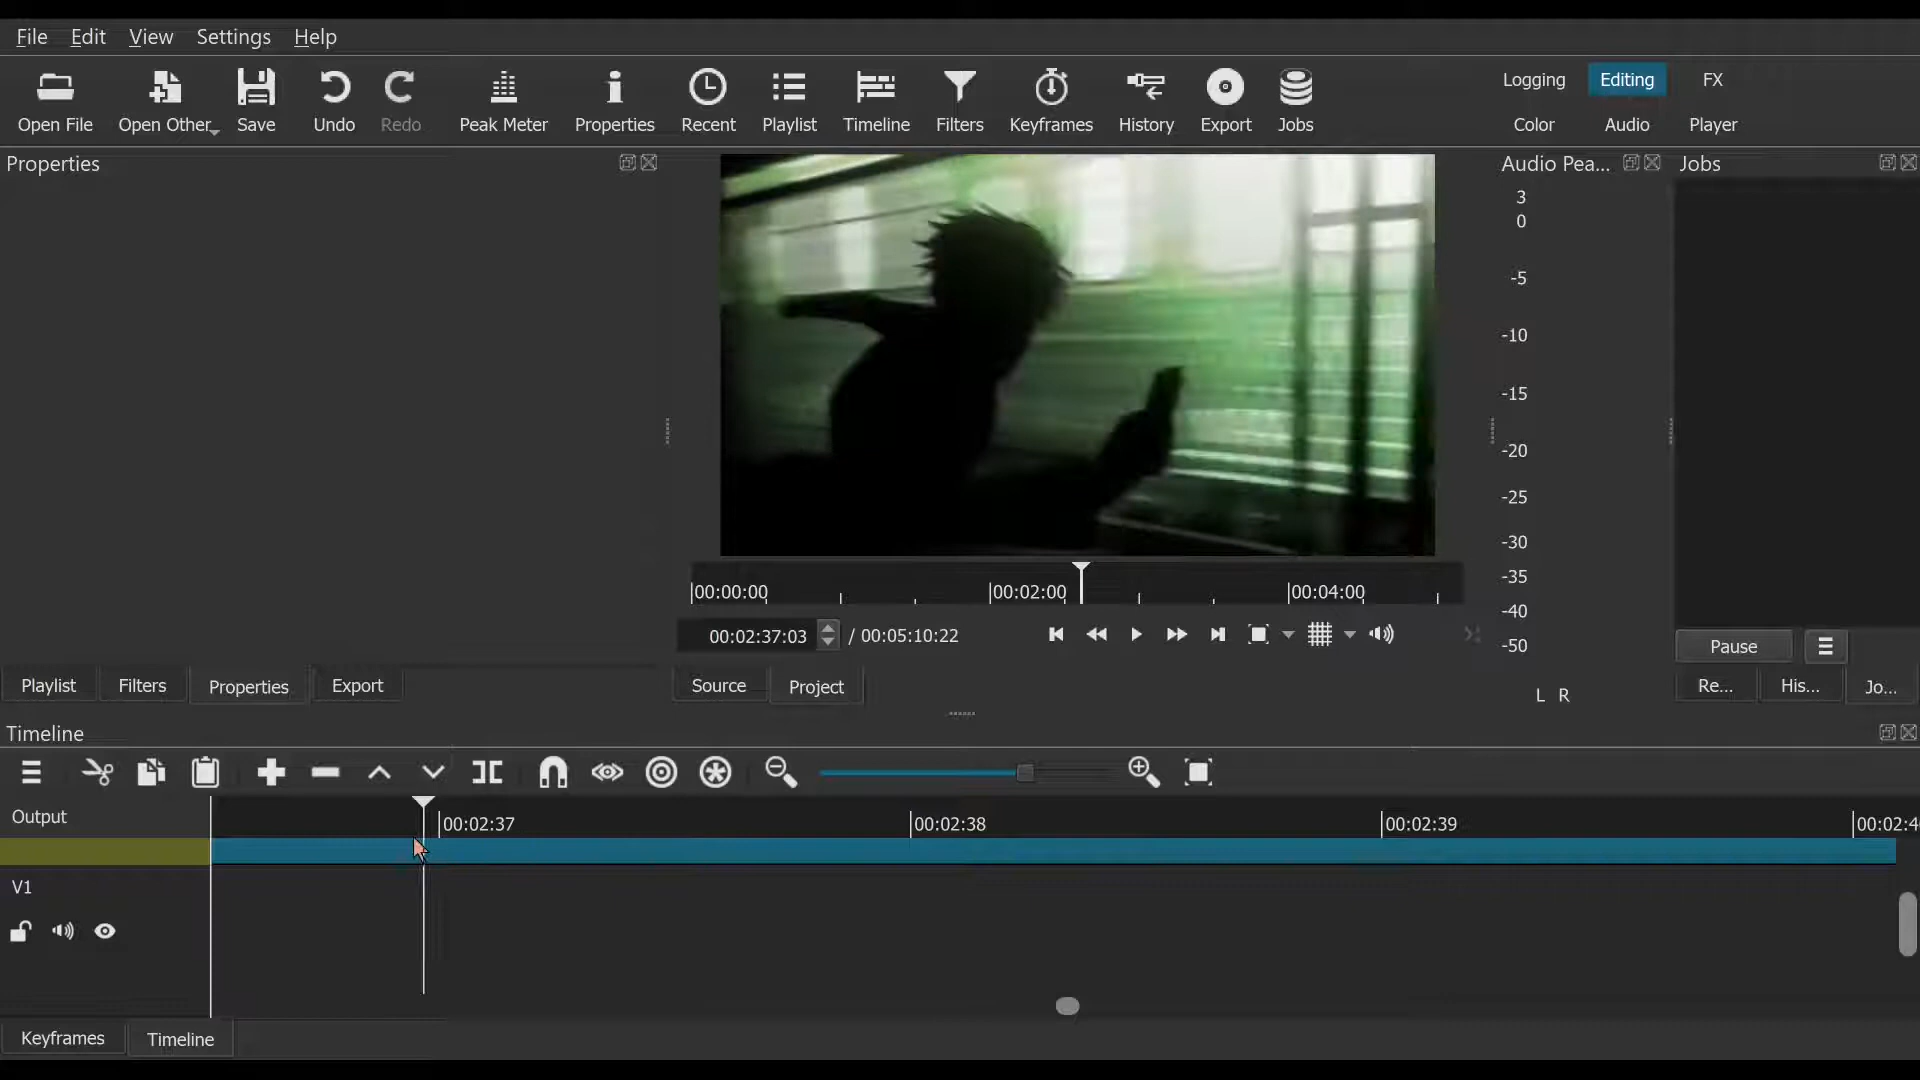 File Edit View Settings Help
Open File Open Other Save Undo Redo Peak Meter Properties Recent Playlist Timeline Filters Keyframes History Export Jobs
Logging Editing FX
Color Audio Player
Properties
Audio Pea...
Jobs
3
0
-5
-10
-15
-20
-25
-30
-35
-40
-50
L R
00:00:00 00:02:00 00:04:00
00:02:37:03 / 00:05:10:22
Pause
Playlist Filters Properties Export
Source Project
Re... His... Jo...
Timeline
Output
00:02:37 00:02:38 00:02:39
V1
Keyframes Timeline